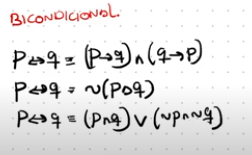 BICONDICIONAL.
P↔q ≡ (P→q)∧(q→P)
P↔q ≡ ~(P△q)
P↔q ≡ (P∧q)∨(~P∧~q)